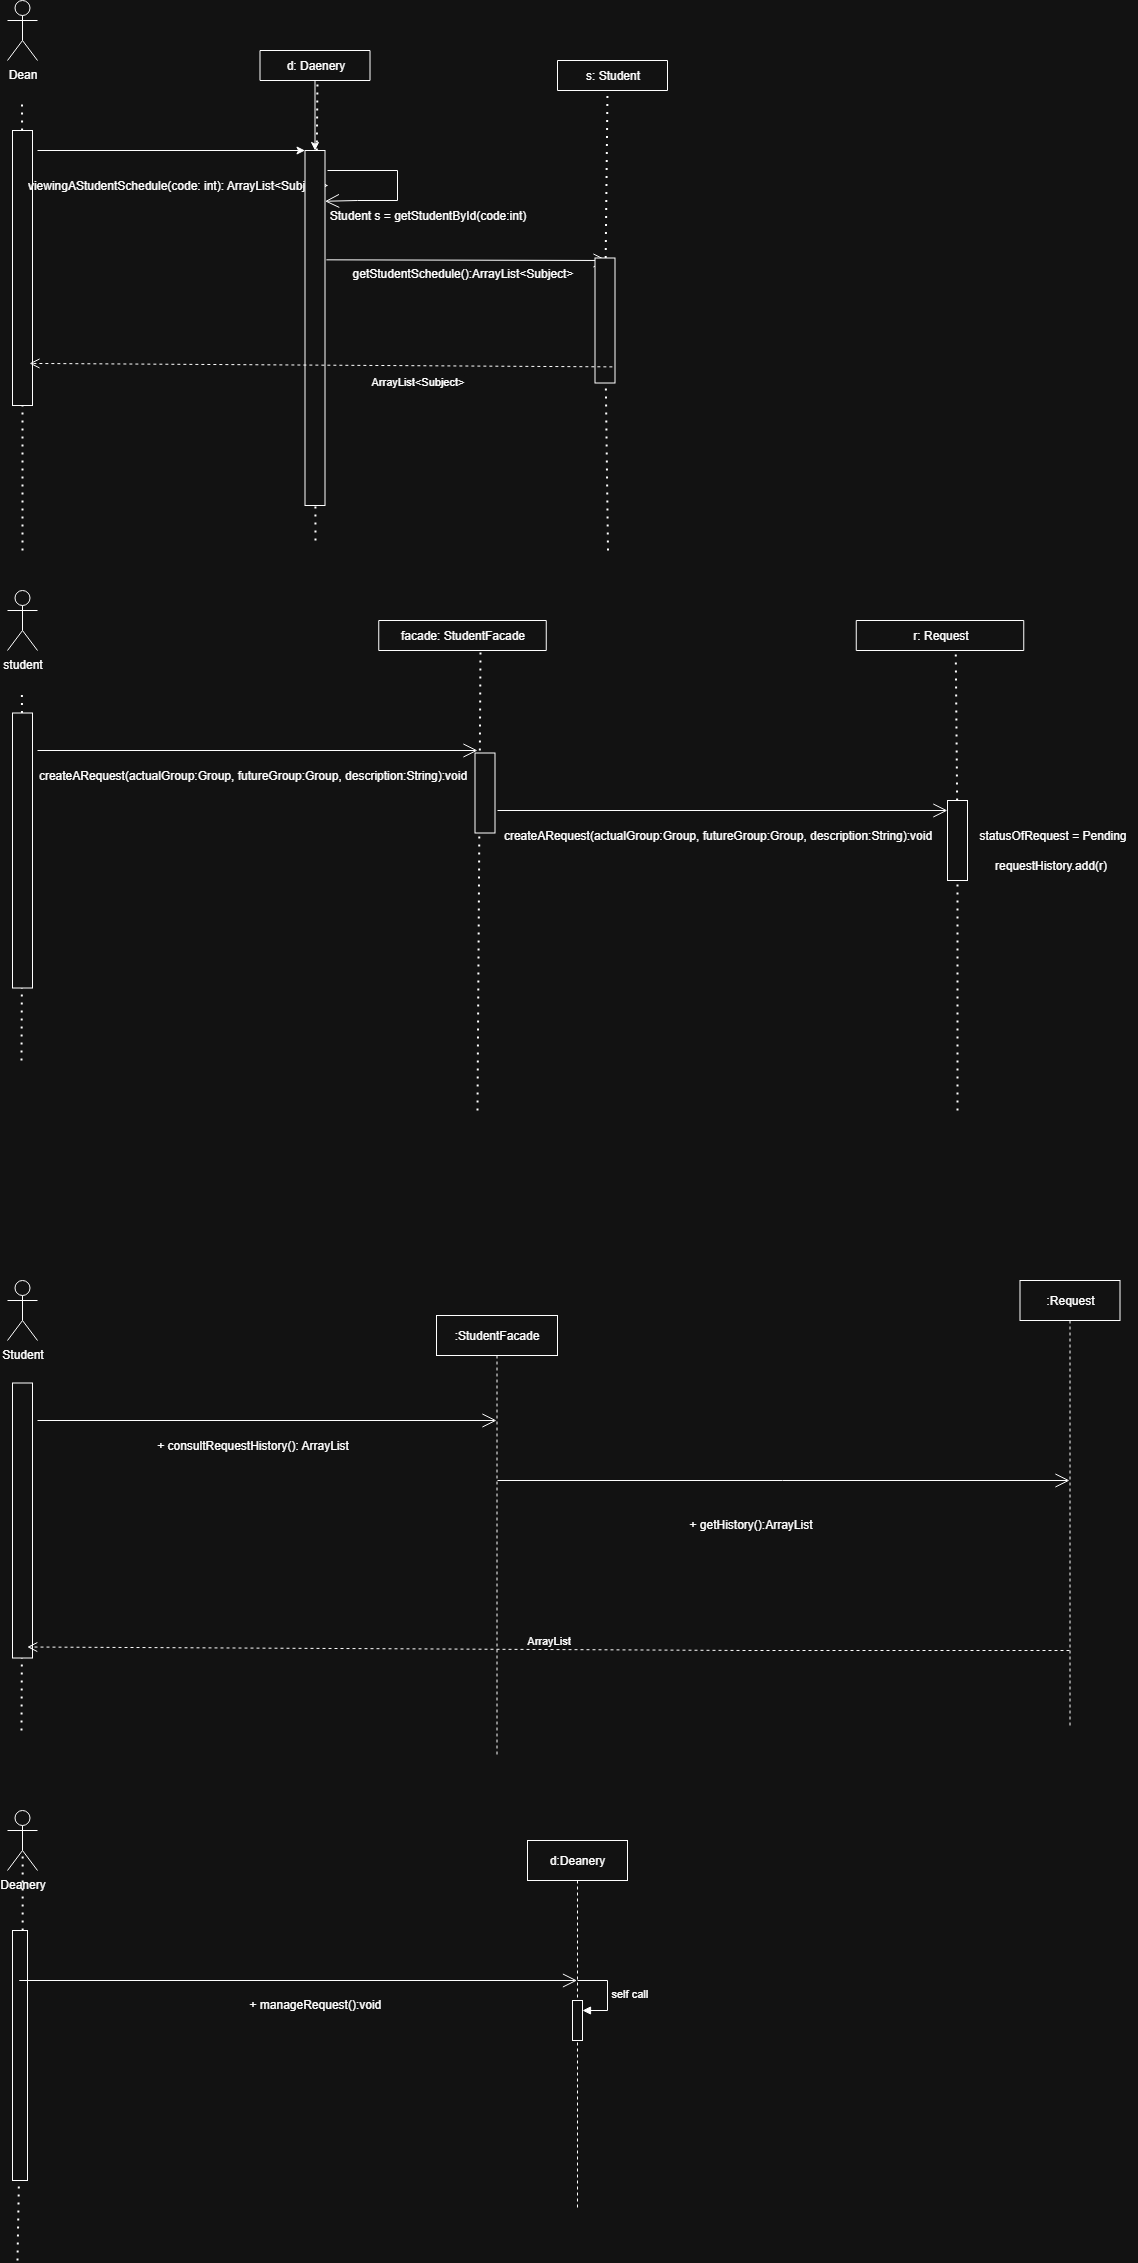 Dean
d: Daenery
s: Student
viewingAStudentSchedule(code: int): ArrayList<Subj
Student s = getStudentById(code:int)
getStudentSchedule():ArrayList<Subject>
ArrayList<Subject>
student
facade: StudentFacade
r: Request
createARequest(actualGroup:Group, futureGroup:Group, description:String):void
createARequest(actualGroup:Group, futureGroup:Group, description:String):void
statusOfRequest = Pending
requestHistory.add(r)
Student
:StudentFacade
:Request
+ consultRequestHistory(): ArrayList
+ getHistory():ArrayList
ArrayList
Deanery
d:Deanery
self call
+ manageRequest():void